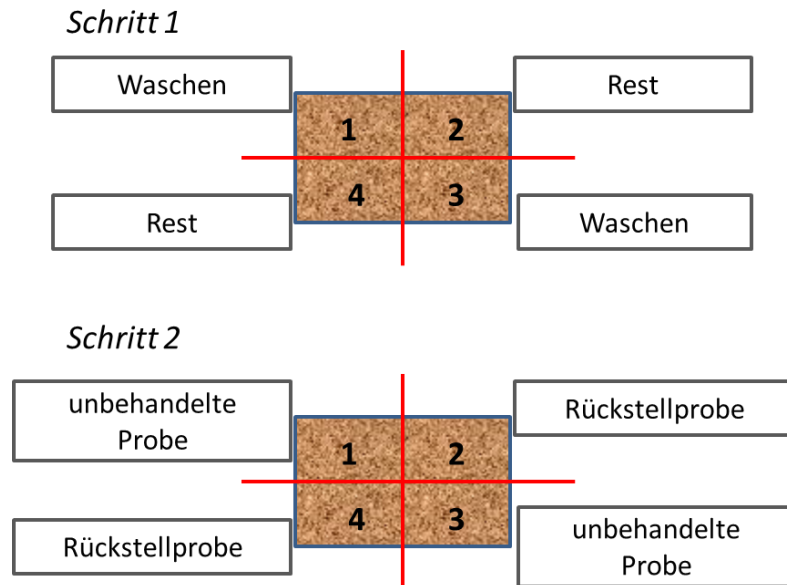 Schritt 1
Waschen
Rest
1 2
4 3
Rest
Waschen
Schritt 2
unbehandelte
Probe
Rückstellprobe
1 2
4 3
Rückstellprobe
unbehandelte
Probe